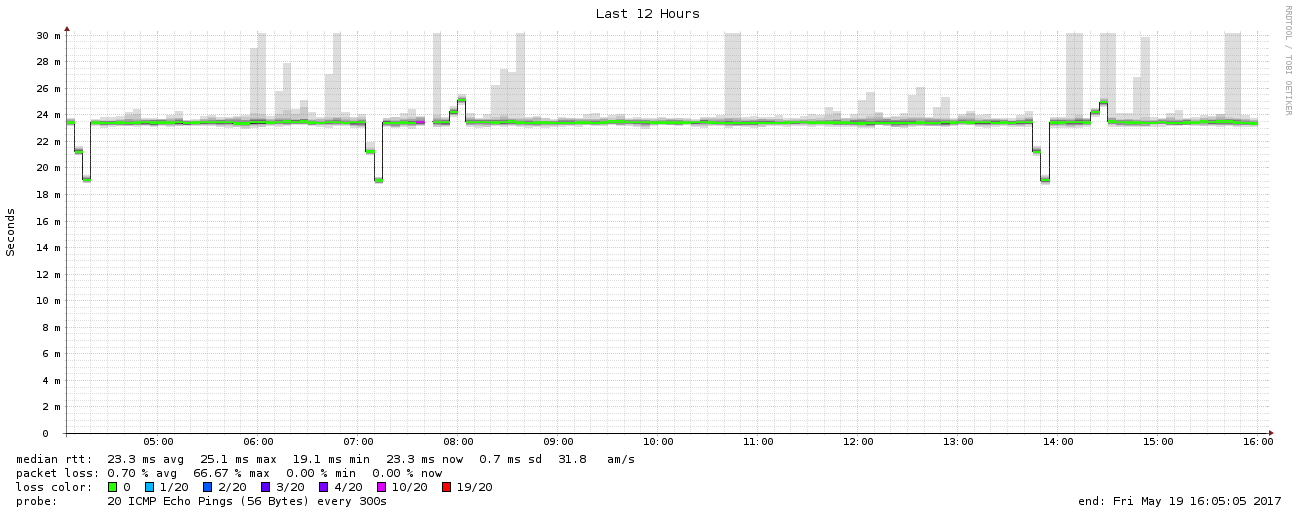 Last 12 Hours
RRDTOOL / TOBI OETIKER
30 m
28 m
26 m
24 m
22 m
20 m
18 m
16 m
14 m
12 m
10 m
8 m
6 m
4 m
2 m
0
Seconds
05:00 06:00 07:00 08:00 09:00 10:00 11:00 12:00 13:00 14:00 15:00 16:00
median rtt: 23.3 ms avg 25.1 ms max 19.1 ms min 23.3 ms now 0.7 ms sd 31.8 am/s
packet loss: 0.70 % avg 66.67 % max 0.00 % min 0.00 % now
loss color: 0 1/20 2/20 3/20 4/20 10/20 19/20
probe: 20 ICMP Echo Pings (56 Bytes) every 300s end: Fri May 19 16:05:05 2017